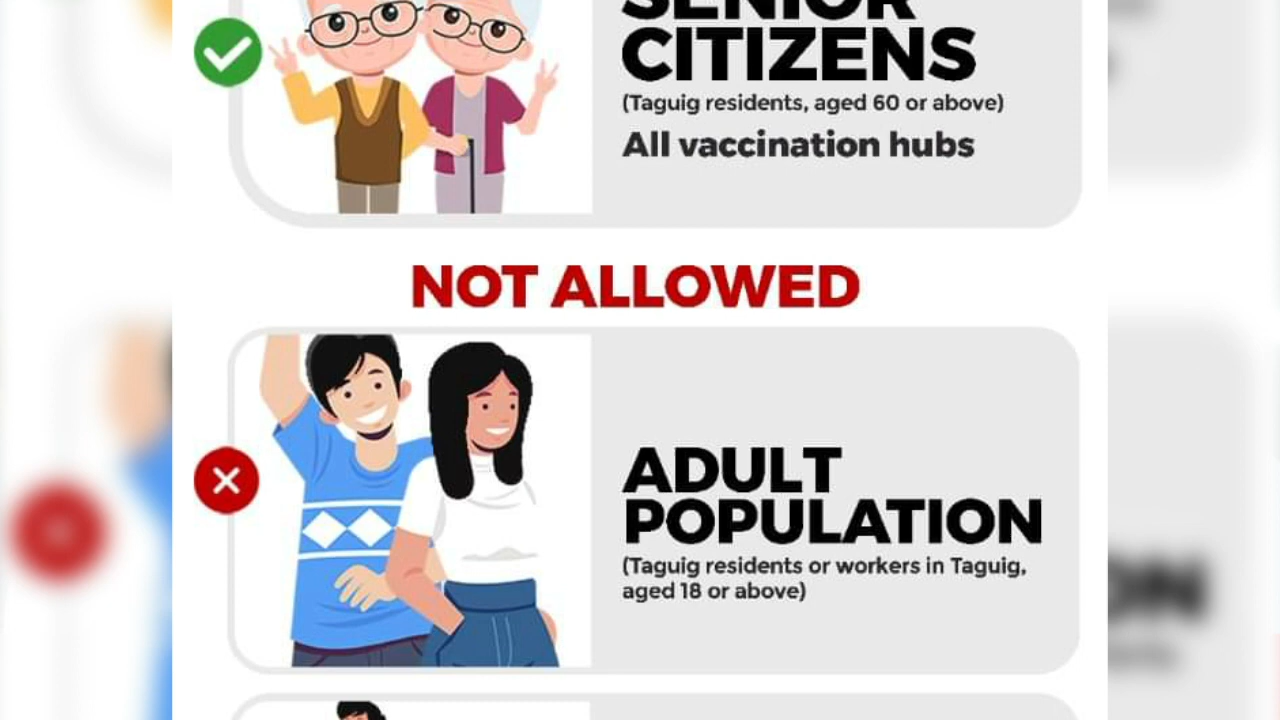 SENIOR
CITIZENS
(Taguig residents, aged 60 or above)
All vaccination hubs
NOT ALLOWED
ADULT
POPULATION
(Taguig residents or workers in Taguig,
aged 18 or above)